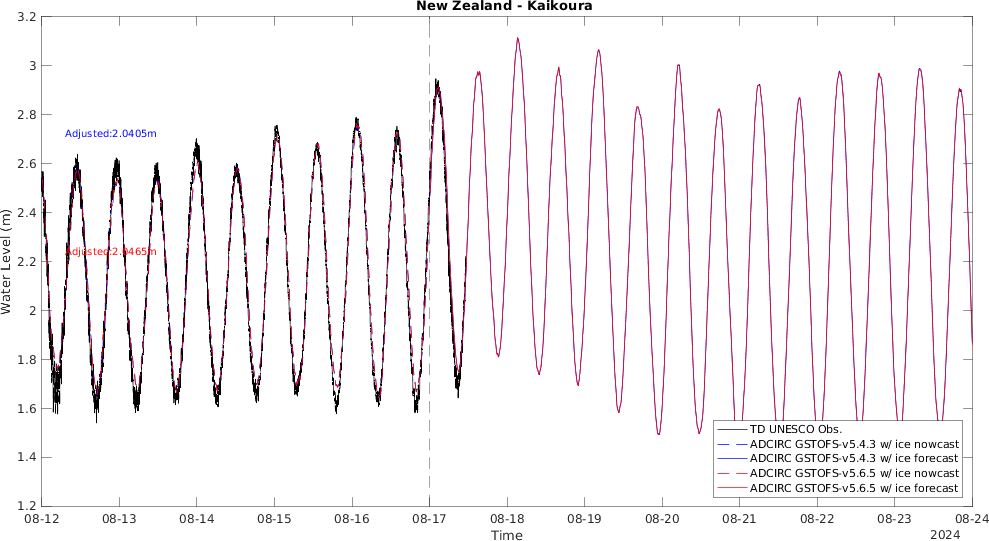 New Zealand - Kaikoura
3.2
3
2.8
2.6
2.4
2.2
2
1.8
1.6
1.4
1.2
Water Level (m)
Adjusted:2.0405m
Adjusted:2.0465m
TD UNESCO Obs.
ADCIRC GSTOFS-v5.4.3 w/ ice nowcast
ADCIRC GSTOFS-v5.4.3 w/ ice forecast
ADCIRC GSTOFS-v5.6.5 w/ ice nowcast
ADCIRC GSTOFS-v5.6.5 w/ ice forecast
08-12 08-13 08-14 08-15 08-16 08-17 08-18 08-19 08-20 08-21 08-22 08-23 08-24
Time
2024